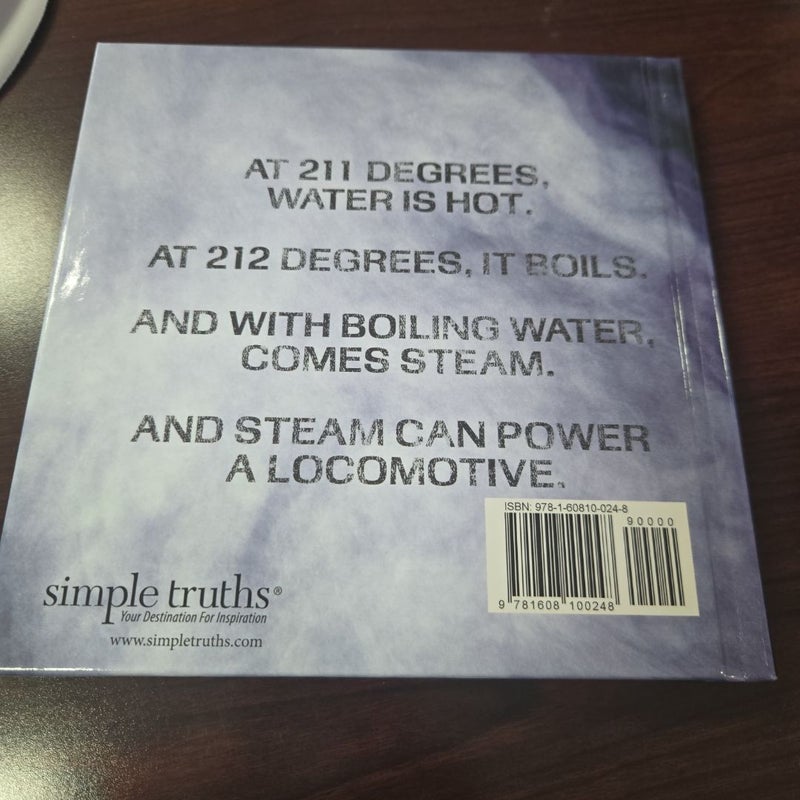 AT 211 DEGREES,
WATER IS HOT.
AT 212 DEGREES, IT BOILS.
AND WITH BOILING WATER,
COMES STEAM.
AND STEAM CAN POWER
A LOCOMOTIVE.
ISBN: 978-1-60810-024-8
90000
9 781608 100248
simple truths®
Your Destination For Inspiration
www.simpletruths.com